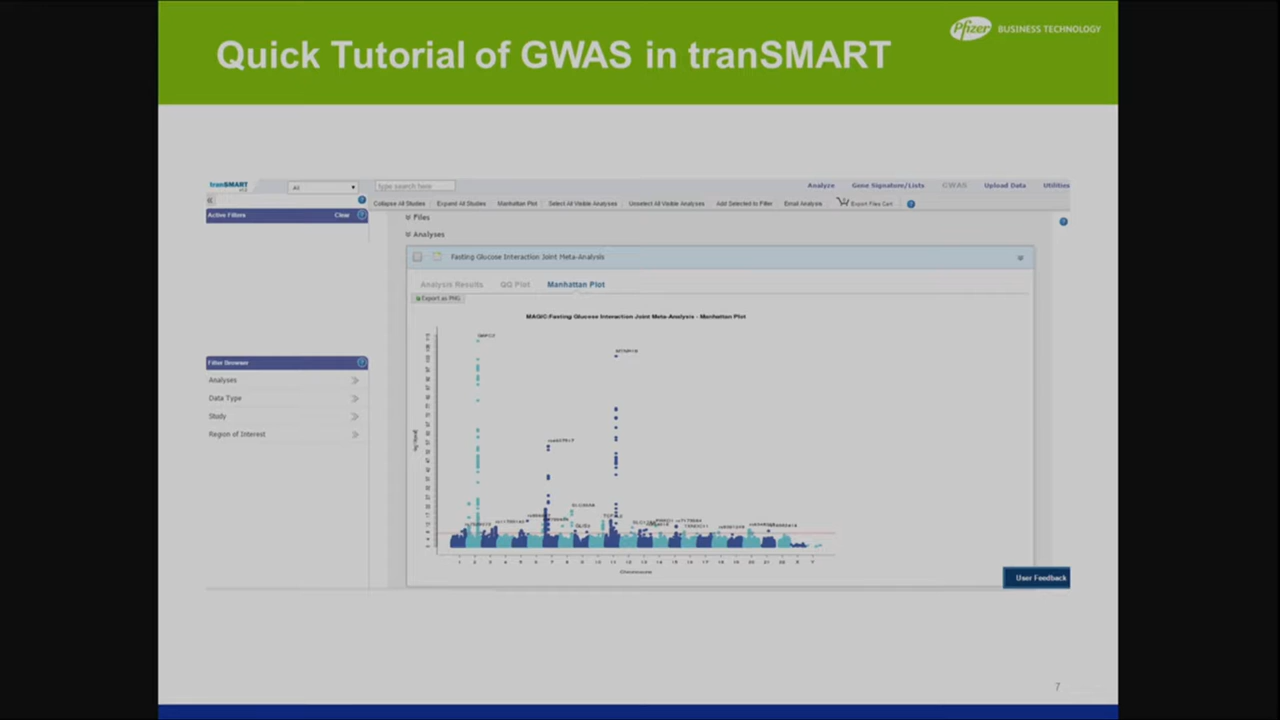 Quick Tutorial of GWAS in tranSMART
Pfizer BUSINESS TECHNOLOGY
tranSMART
All
type search here
Analyze Gene Signature/Lists GWAS Upload Data Utilities
Collapse All Studies Expand All Studies Manhattan Plot Select All Visible Analyses Unselect All Visible Analyses Add Selected to Filter Email Analysis Export Files Cart
Active Filters Clear
Files
Analyses
Fasting Glucose Interaction Joint Meta-Analysis
Analysis Results QQ Plot Manhattan Plot
Export as PNG
MAGIC:Fasting Glucose Interaction Joint Meta-Analysis - Manhattan Plot
Filter Browser
Analyses
Data Type
Study
Region of Interest
Chromosome
User Feedback
7